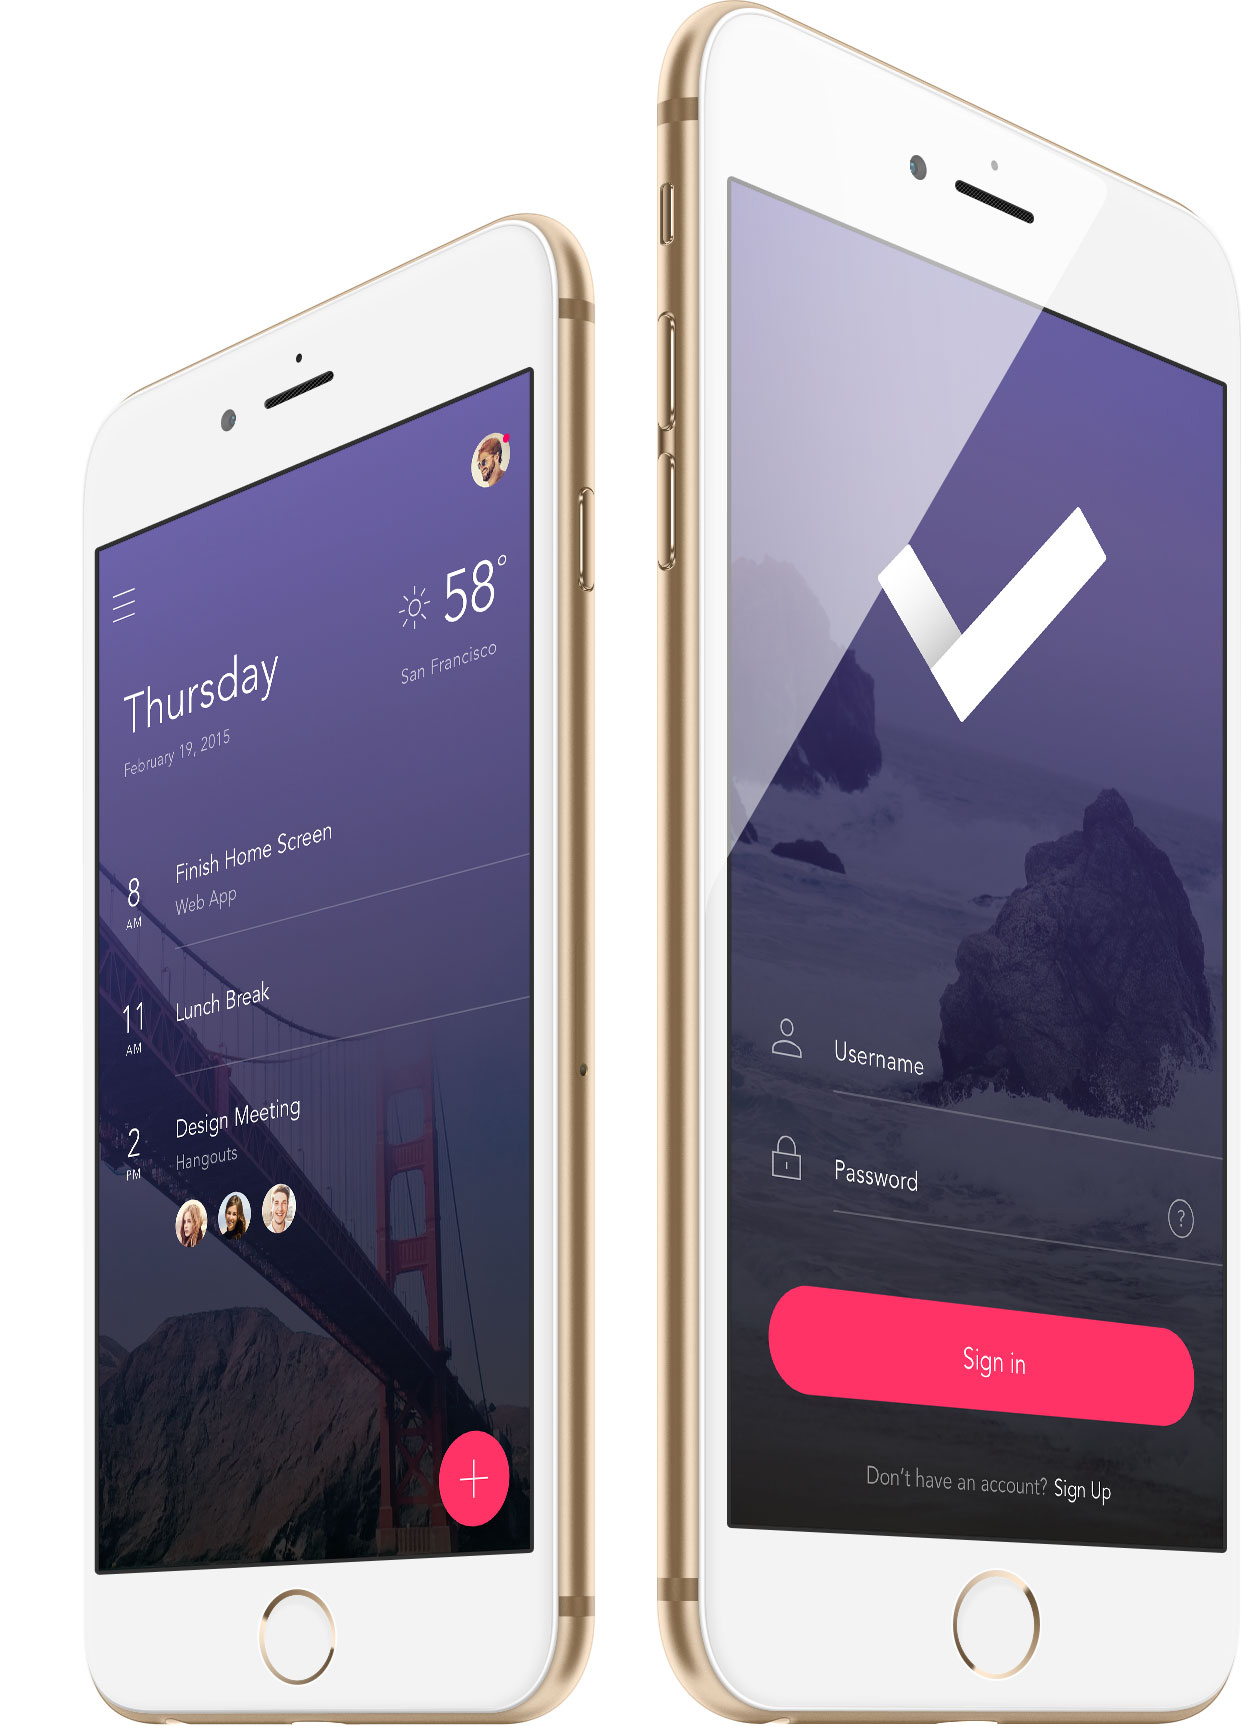 58°
San Francisco
Thursday
February 19, 2015
8
AM
Finish Home Screen
Web App
11
AM
Lunch Break
2
PM
Design Meeting
Hangouts
Username
Password
?
Sign in
Don't have an account? Sign Up